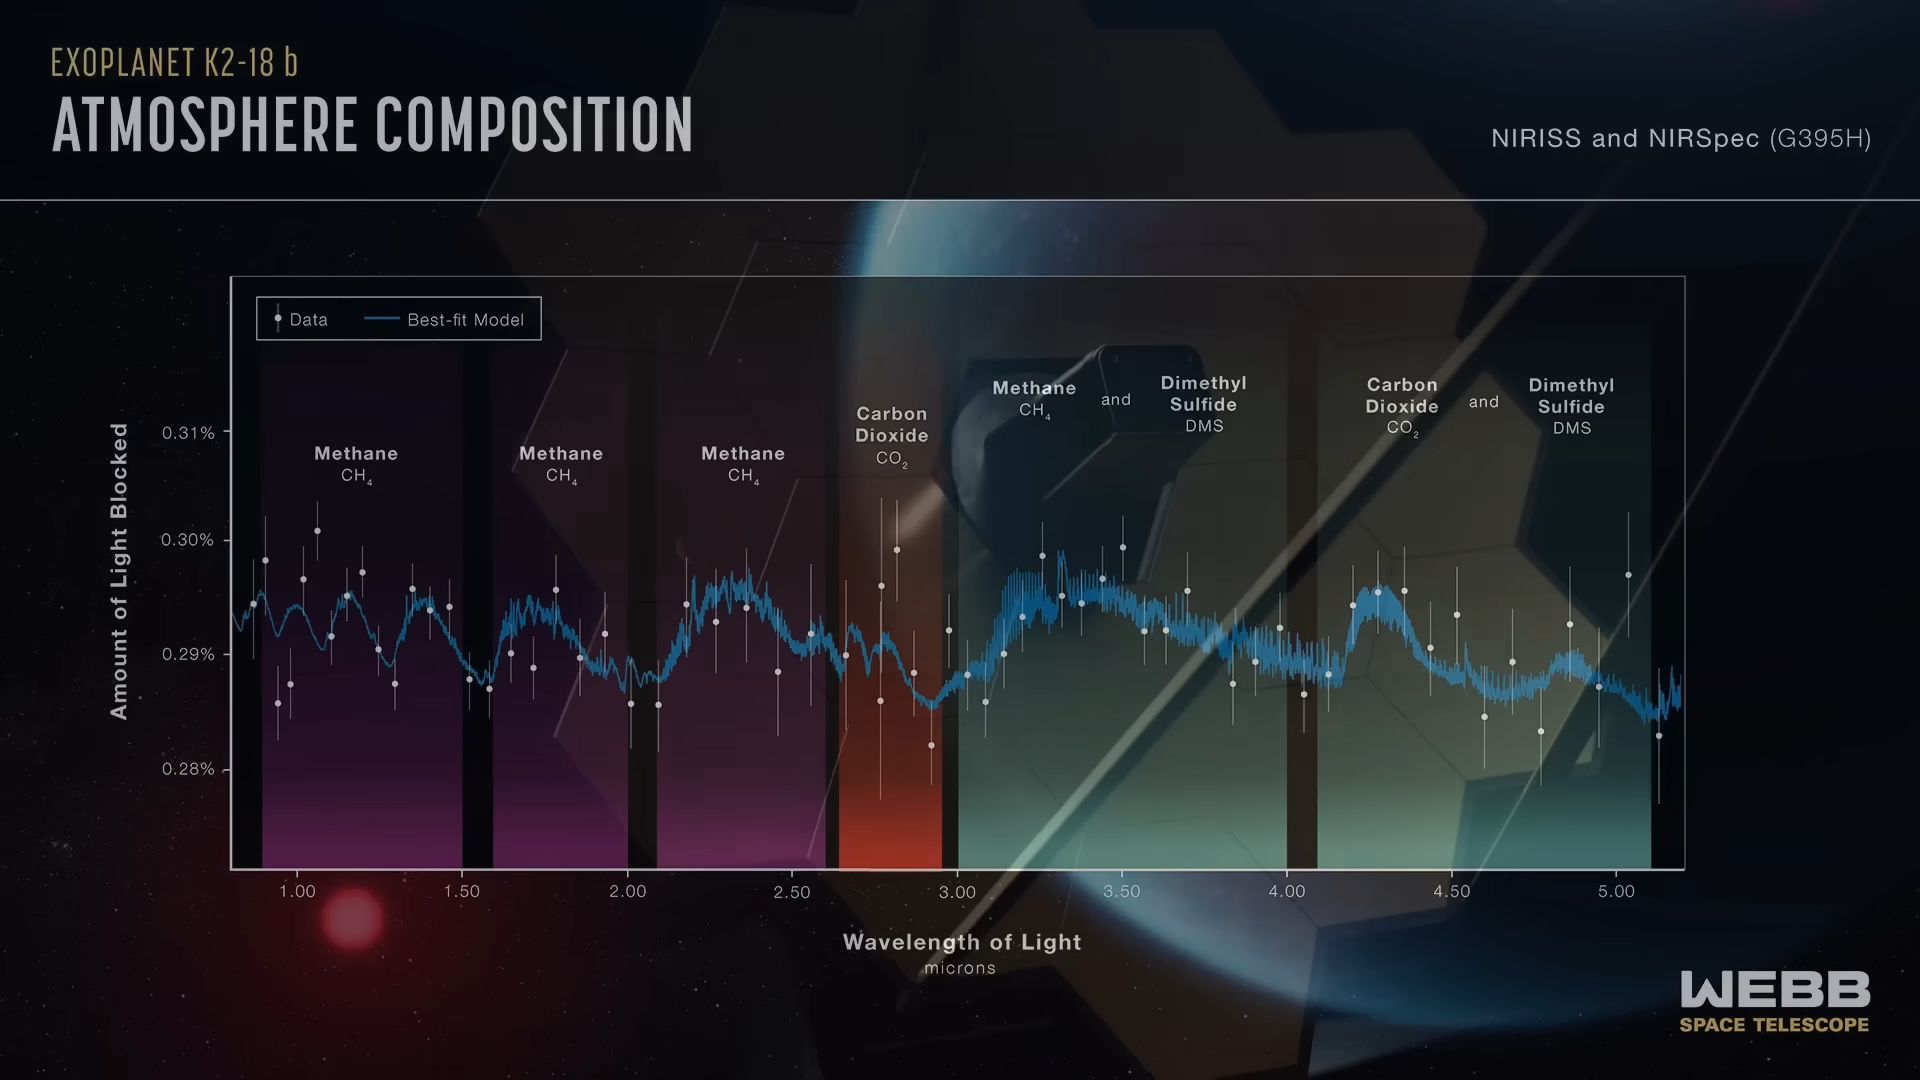 EXOPLANET K2-18 b
ATMOSPHERE COMPOSITION
NIRISS and NIRSpec (G395H)
Data
Best-fit Model
Amount of Light Blocked
0.31%
0.30%
0.29%
0.28%
Methane
CH₄
Methane
CH₄
Methane
CH₄
Carbon
Dioxide
CO₂
Methane
CH₄
and
Dimethyl
Sulfide
DMS
Carbon
Dioxide
CO₂
and
Dimethyl
Sulfide
DMS
1.00 1.50 2.00 2.50 3.00 3.50 4.00 4.50 5.00
Wavelength of Light
microns
WEBB
SPACE TELESCOPE